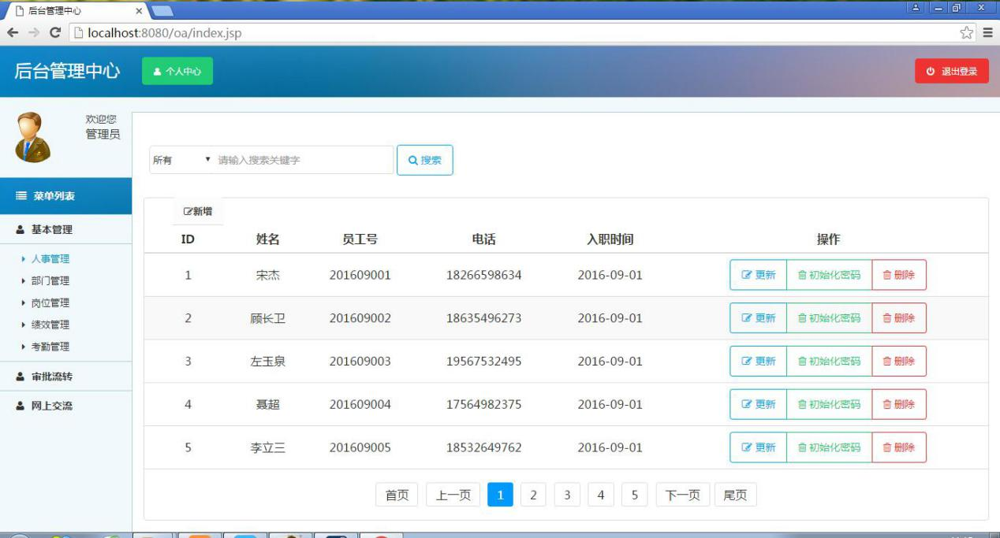 后台管理中心
localhost:8080/oa/index.jsp
后台管理中心 个人中心 退出登录
欢迎您
管理员
所有 请输入搜索关键字 搜索
菜单列表
基本管理
人事管理
部门管理
岗位管理
绩效管理
考勤管理
审批流转
网上交流
新增
ID 姓名 员工号 电话 入职时间 操作
1 宋杰 201609001 18266598634 2016-09-01 更新 初始化密码 删除
2 顾长卫 201609002 18635496273 2016-09-01 更新 初始化密码 删除
3 左玉泉 201609003 19567532495 2016-09-01 更新 初始化密码 删除
4 聂超 201609004 17564982375 2016-09-01 更新 初始化密码 删除
5 李立三 201609005 18532649762 2016-09-01 更新 初始化密码 删除
首页 上一页 1 2 3 4 5 下一页 尾页